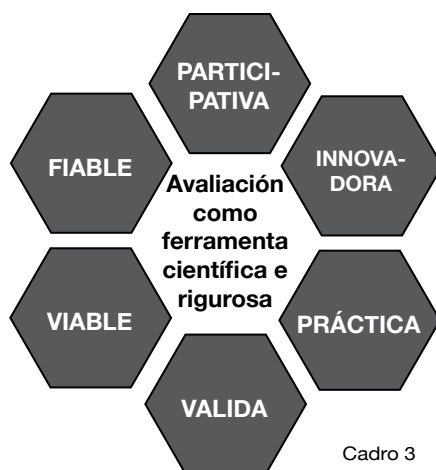 PARTICI-
PATIVA
INNOVA-
DORA
FIABLE
Avaliación
como
ferramenta
científica e
rigurosa
VIABLE
PRÁCTICA
VALIDA
Cadro 3